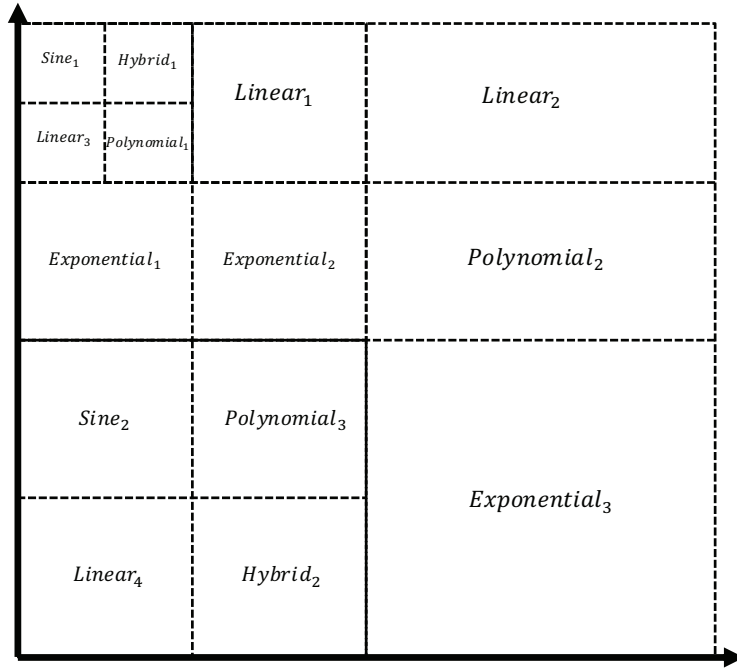 Sine₁
Hybrid₁
Linear₁
Linear₂
Linear₃
Polynomial₁
Exponential₁
Exponential₂
Polynomial₂
Sine₂
Polynomial₃
Exponential₃
Linear₄
Hybrid₂